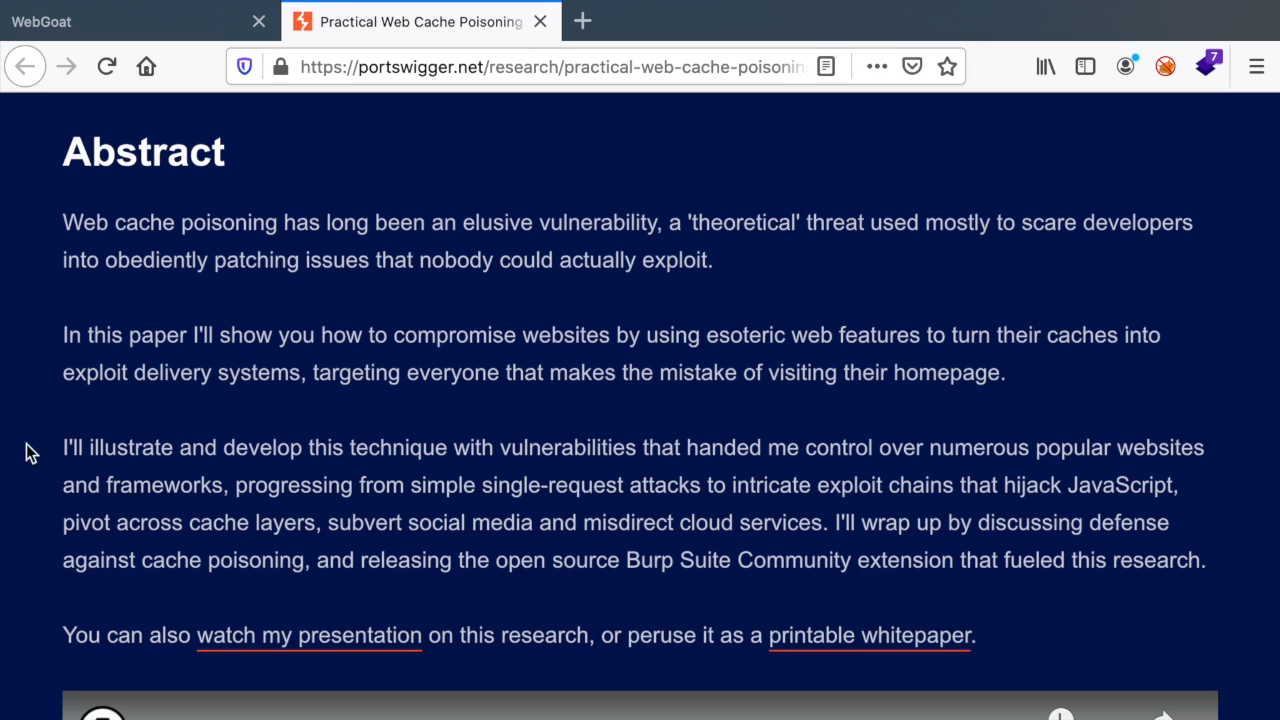 WebGoat
Practical Web Cache Poisoning
https://portswigger.net/research/practical-web-cache-poisonin
7
Abstract
Web cache poisoning has long been an elusive vulnerability, a 'theoretical' threat used mostly to scare developers
into obediently patching issues that nobody could actually exploit.
In this paper I'll show you how to compromise websites by using esoteric web features to turn their caches into
exploit delivery systems, targeting everyone that makes the mistake of visiting their homepage.
I'll illustrate and develop this technique with vulnerabilities that handed me control over numerous popular websites
and frameworks, progressing from simple single-request attacks to intricate exploit chains that hijack JavaScript,
pivot across cache layers, subvert social media and misdirect cloud services. I'll wrap up by discussing defense
against cache poisoning, and releasing the open source Burp Suite Community extension that fueled this research.
You can also watch my presentation on this research, or peruse it as a printable whitepaper.